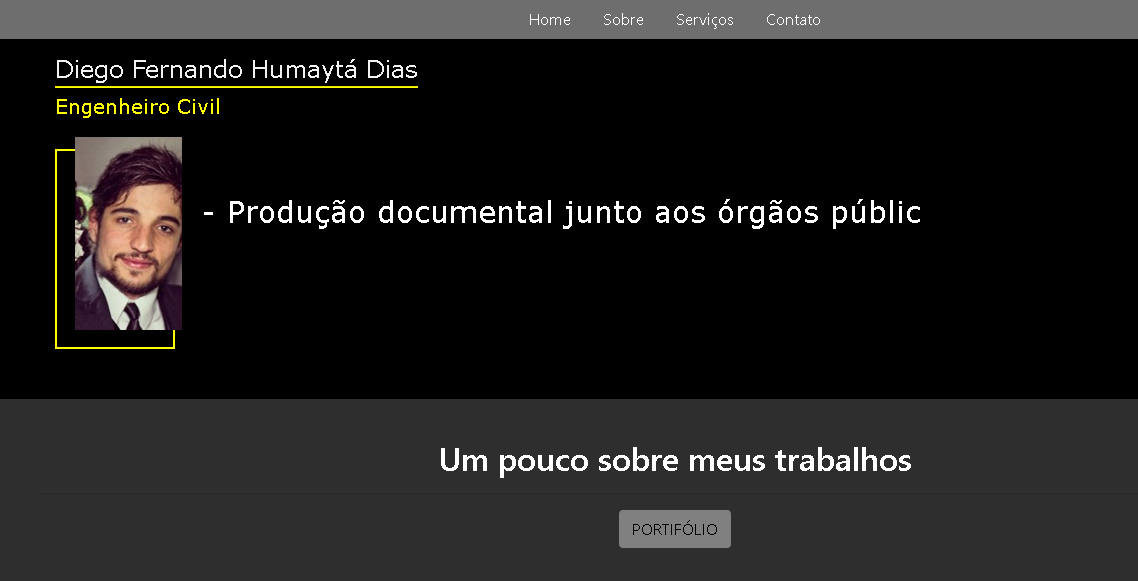 Home Sobre Serviços Contato
Diego Fernando Humaytá Dias
Engenheiro Civil
- Produção documental junto aos órgãos públic
Um pouco sobre meus trabalhos
PORTIFÓLIO